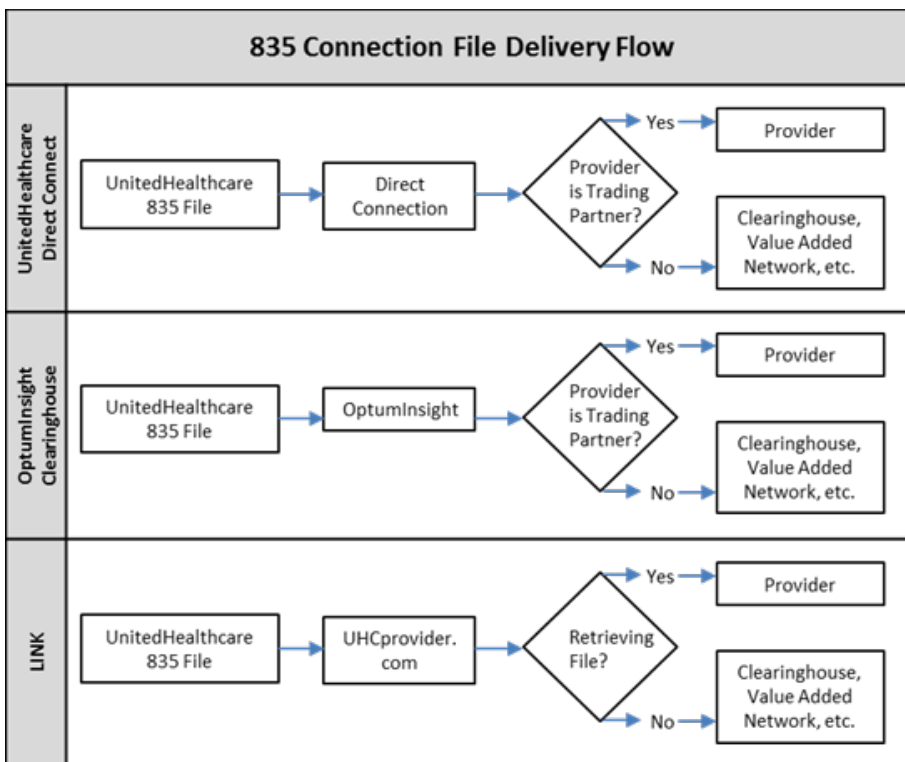 835 Connection File Delivery Flow
UnitedHealthcare
Direct Connect
UnitedHealthcare
835 File
Direct
Connection
Provider
is Trading
Partner?
Yes
Provider
No
Clearinghouse,
Value Added
Network, etc.
OptumInsight
Clearinghouse
UnitedHealthcare
835 File
OptumInsight
Provider
is Trading
Partner?
Yes
Provider
No
Clearinghouse,
Value Added
Network, etc.
LINK
UnitedHealthcare
835 File
UHCprovider.
com
Retrieving
File?
Yes
Provider
No
Clearinghouse,
Value Added
Network, etc.